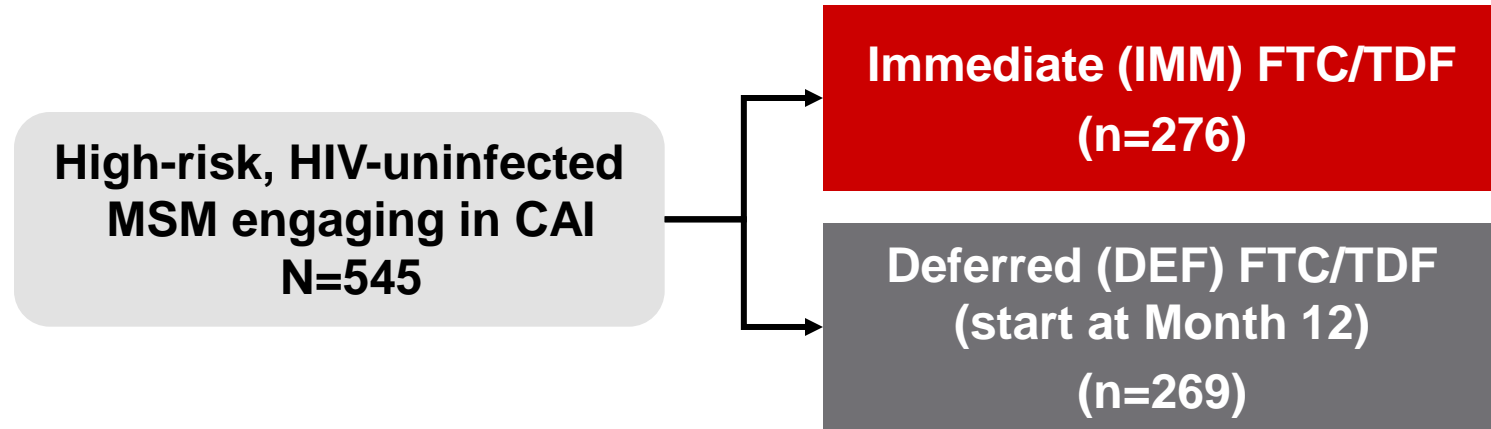 High-risk, HIV-uninfected
MSM engaging in CAI
N=545
Immediate (IMM) FTC/TDF
(n=276)
Deferred (DEF) FTC/TDF
(start at Month 12)
(n=269)